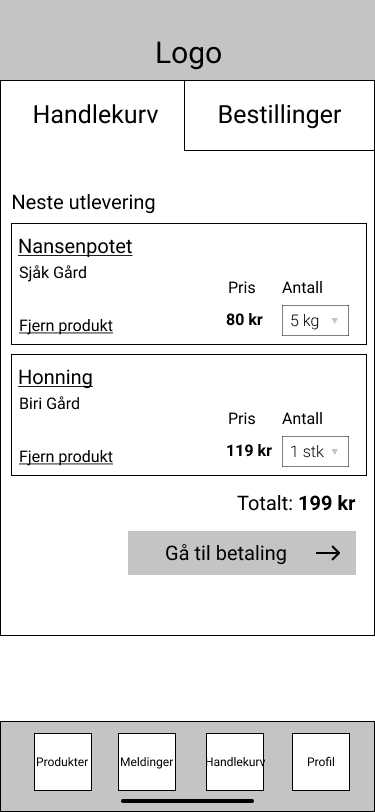 Logo
Handlekurv Bestillinger
Neste utlevering
Nansenpotet
Sjåk Gård
Pris Antall
Fjern produkt 80 kr 5 kg
Honning
Biri Gård
Pris Antall
Fjern produkt 119 kr 1 stk
Totalt: 199 kr
Gå til betaling
Produkter Meldinger Handlekurv Profil